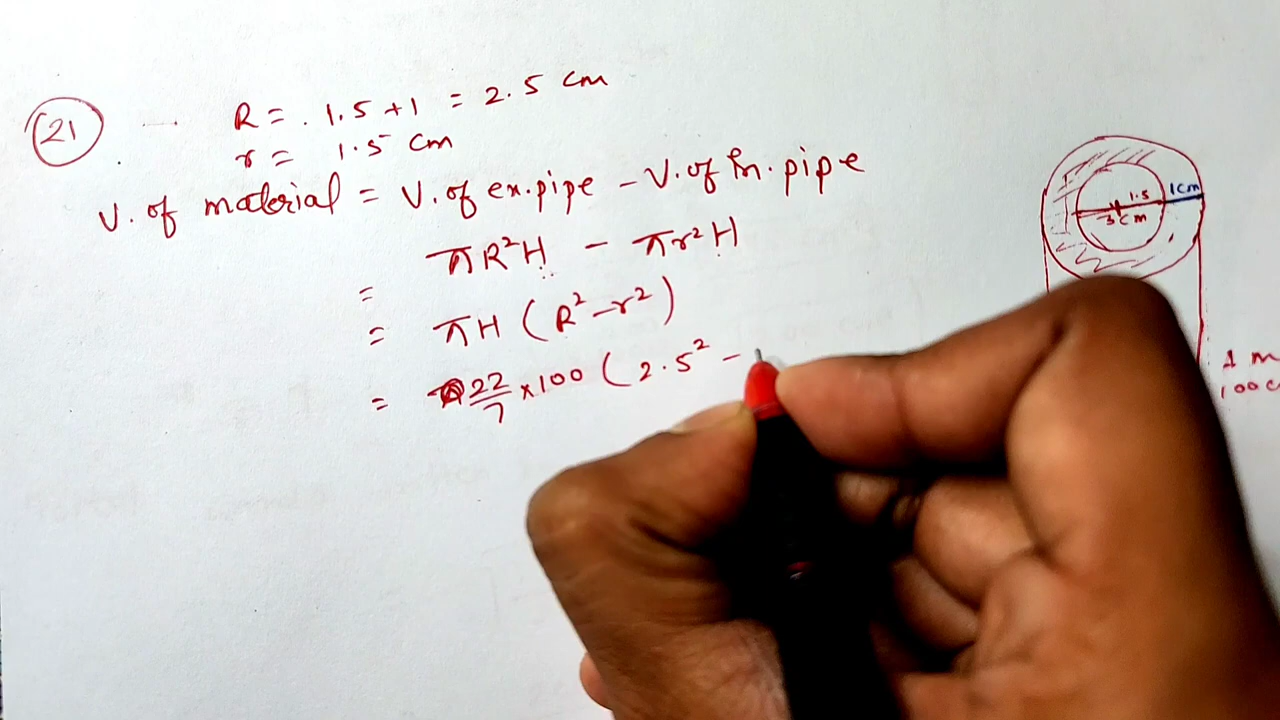 21
R = . 1.5 + 1 = 2.5 cm
r = 1.5 cm
V. of material = V. of ex. pipe - V. of in. pipe
= πR²H - πr²H
= πH (R² - r²)
= 22/7 × 100 (2.5² -
1.5
1cm
3cm
1 m
100c